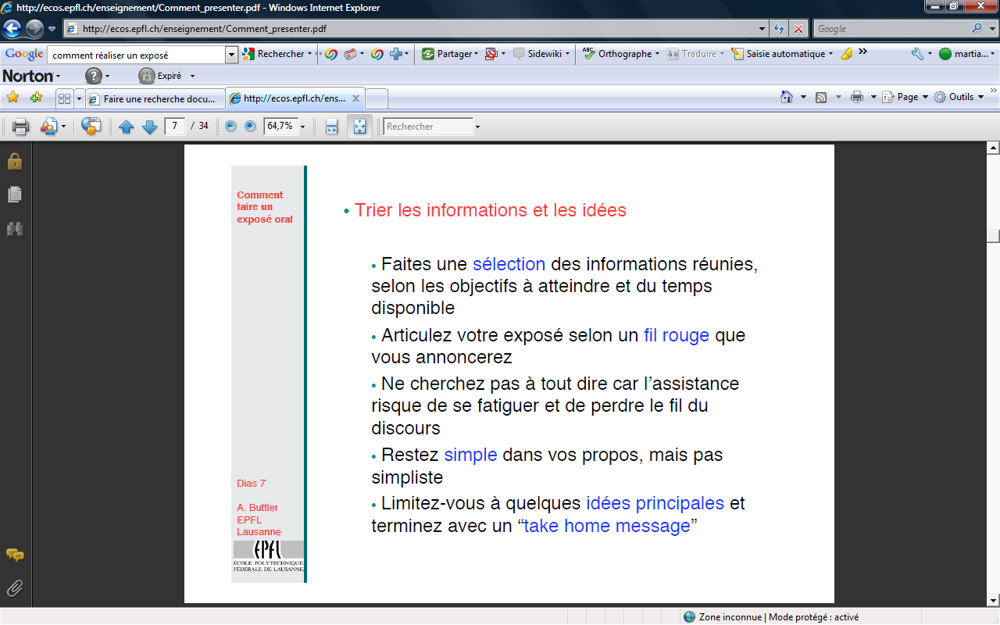 http://ecos.epfl.ch/enseignement/Comment_presenter.pdf - Windows Internet Explorer
http://ecos.epfl.ch/enseignement/Comment_presenter.pdf
Google
Google
comment réaliser un exposé
Rechercher
Partager
Sidewiki
ABC
Orthographe
Traduire
Saisie automatique
martia...
Norton
Expiré
Faire une recherche docu...
http://ecos.epfl.ch/ens...
Page
Outils
7 / 34
64,7%
Rechercher
Comment
faire un
exposé oral
• Trier les informations et les idées
• Faites une sélection des informations réunies,
selon les objectifs à atteindre et du temps
disponible
• Articulez votre exposé selon un fil rouge que
vous annoncerez
• Ne cherchez pas à tout dire car l’assistance
risque de se fatiguer et de perdre le fil du
discours
• Restez simple dans vos propos, mais pas
simpliste
• Limitez-vous à quelques idées principales et
terminez avec un “take home message”
Dias 7
A. Buttler
EPFL
Lausanne
EPFL
ÉCOLE POLYTECHNIQUE
FÉDÉRALE DE LAUSANNE
Zone inconnue | Mode protégé : activé